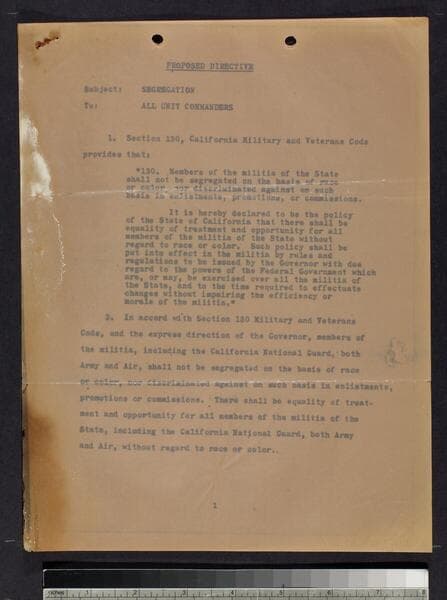 PROPOSED DIRECTIVE
Subject: SEGREGATION
To: ALL UNIT COMMANDERS
1. Section 130, California Military and Veterans Code
provides that:
"130. Members of the militia of the State
shall not be segregated on the basis of race
or color, nor discriminated against on such
basis in enlistments, promotions, or commissions.
It is hereby declared to be the policy
of the State of California that there shall be
equality of treatment and opportunity for all
members of the militia of the State without
regard to race or color. Such policy shall be
put into effect in the militia by rules and
regulations to be issued by the Governor with due
regard to the powers of the Federal Government which
are, or may, be exercised over all the militia of
the State, and to the time required to effectuate
changes without impairing the efficiency or
morale of the militia."
2. In accord with Section 130 Military and Veterans
Code, and the express direction of the Governor, members of
the militia, including the California National Guard, both
Army and Air, shall not be segregated on the basis of race
or color, nor discriminated against on such basis in enlistments,
promotions or commissions. There shall be equality of treat-
ment and opportunity for all members of the militia of the
State, including the California National Guard, both Army
and Air, without regard to race or color.
1
inches 1 2 3 4 5 6 7 8